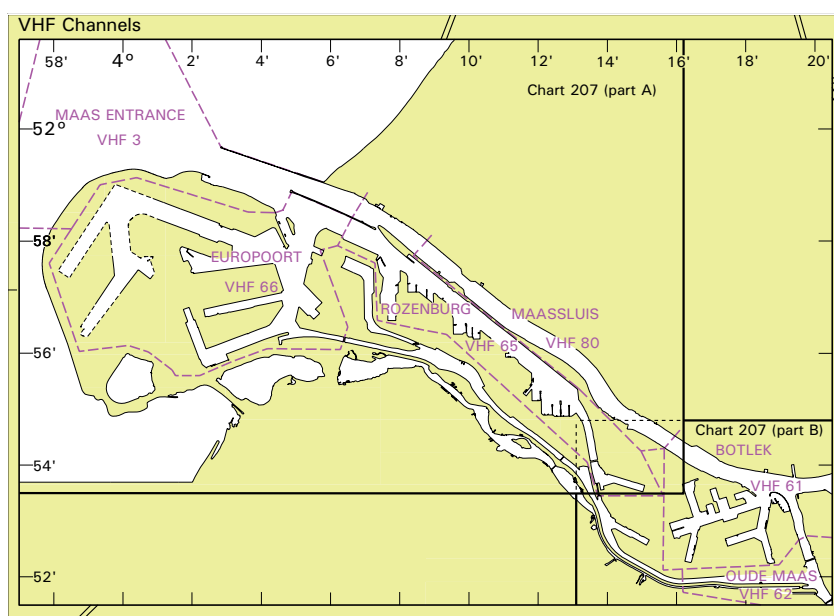 VHF Channels
58'
4°
2'
4'
6'
8'
10'
12'
14'
16'
18'
20'
Chart 207 (part A)
MAAS ENTRANCE
VHF 3
52°
58'
EUROPOORT
VHF 66
ROZENBURG
VHF 65
MAASSLUIS
VHF 80
56'
Chart 207 (part B)
BOTLEK
VHF 61
54'
OUDE MAAS
VHF 62
52'